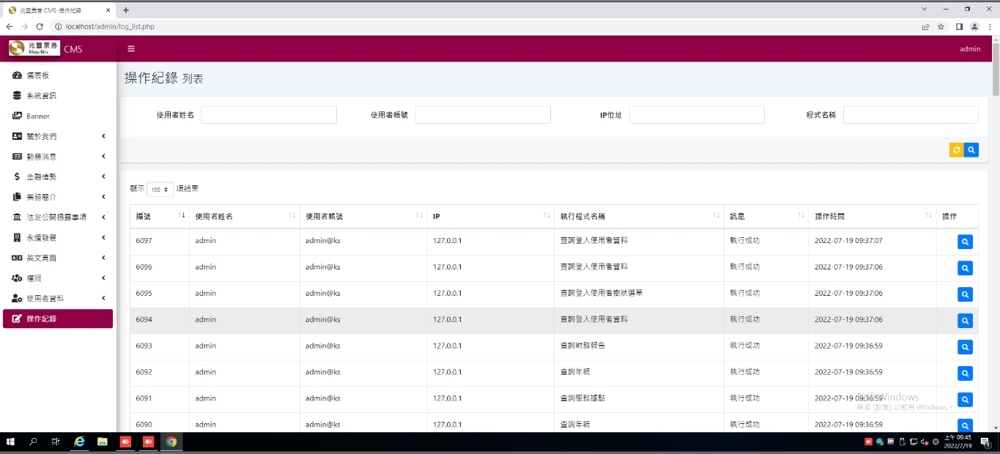 兆豐票券 CMS-操作紀錄
localhost/admin/log_list.php
兆豐票券
Mega Bills
CMS
admin
儀表板
系統資訊
Banner
關於我們
動態消息
金融情勢
業務簡介
法定公開揭露事項
永續發展
英文頁面
權限
使用者資料
操作紀錄
操作紀錄 列表
使用者姓名 使用者帳號 IP位址 程式名稱
顯示 100 項結果
編號 使用者姓名 使用者帳號 IP 執行程式名稱 訊息 操作時間 操作
6097 admin admin@ks 127.0.0.1 查詢登入使用者資料 執行成功 2022-07-19 09:37:07
6096 admin admin@ks 127.0.0.1 查詢登入使用者資料 執行成功 2022-07-19 09:37:06
6095 admin admin@ks 127.0.0.1 查詢登入使用者樹狀選單 執行成功 2022-07-19 09:37:06
6094 admin admin@ks 127.0.0.1 查詢登入使用者資料 執行成功 2022-07-19 09:37:06
6093 admin admin@ks 127.0.0.1 查詢財務報告 執行成功 2022-07-19 09:36:59
6092 admin admin@ks 127.0.0.1 查詢年報 執行成功 2022-07-19 09:36:59
6091 admin admin@ks 127.0.0.1 查詢服務據點 執行成功 2022-07-19 09:36:59
6090 admin admin@ks 127.0.0.1 查詢年報 執行成功 2022-07-19 09:36:59
啟用 Windows
移至 [設定] 以啟用 Windows。
上午 09:45
2022/7/19